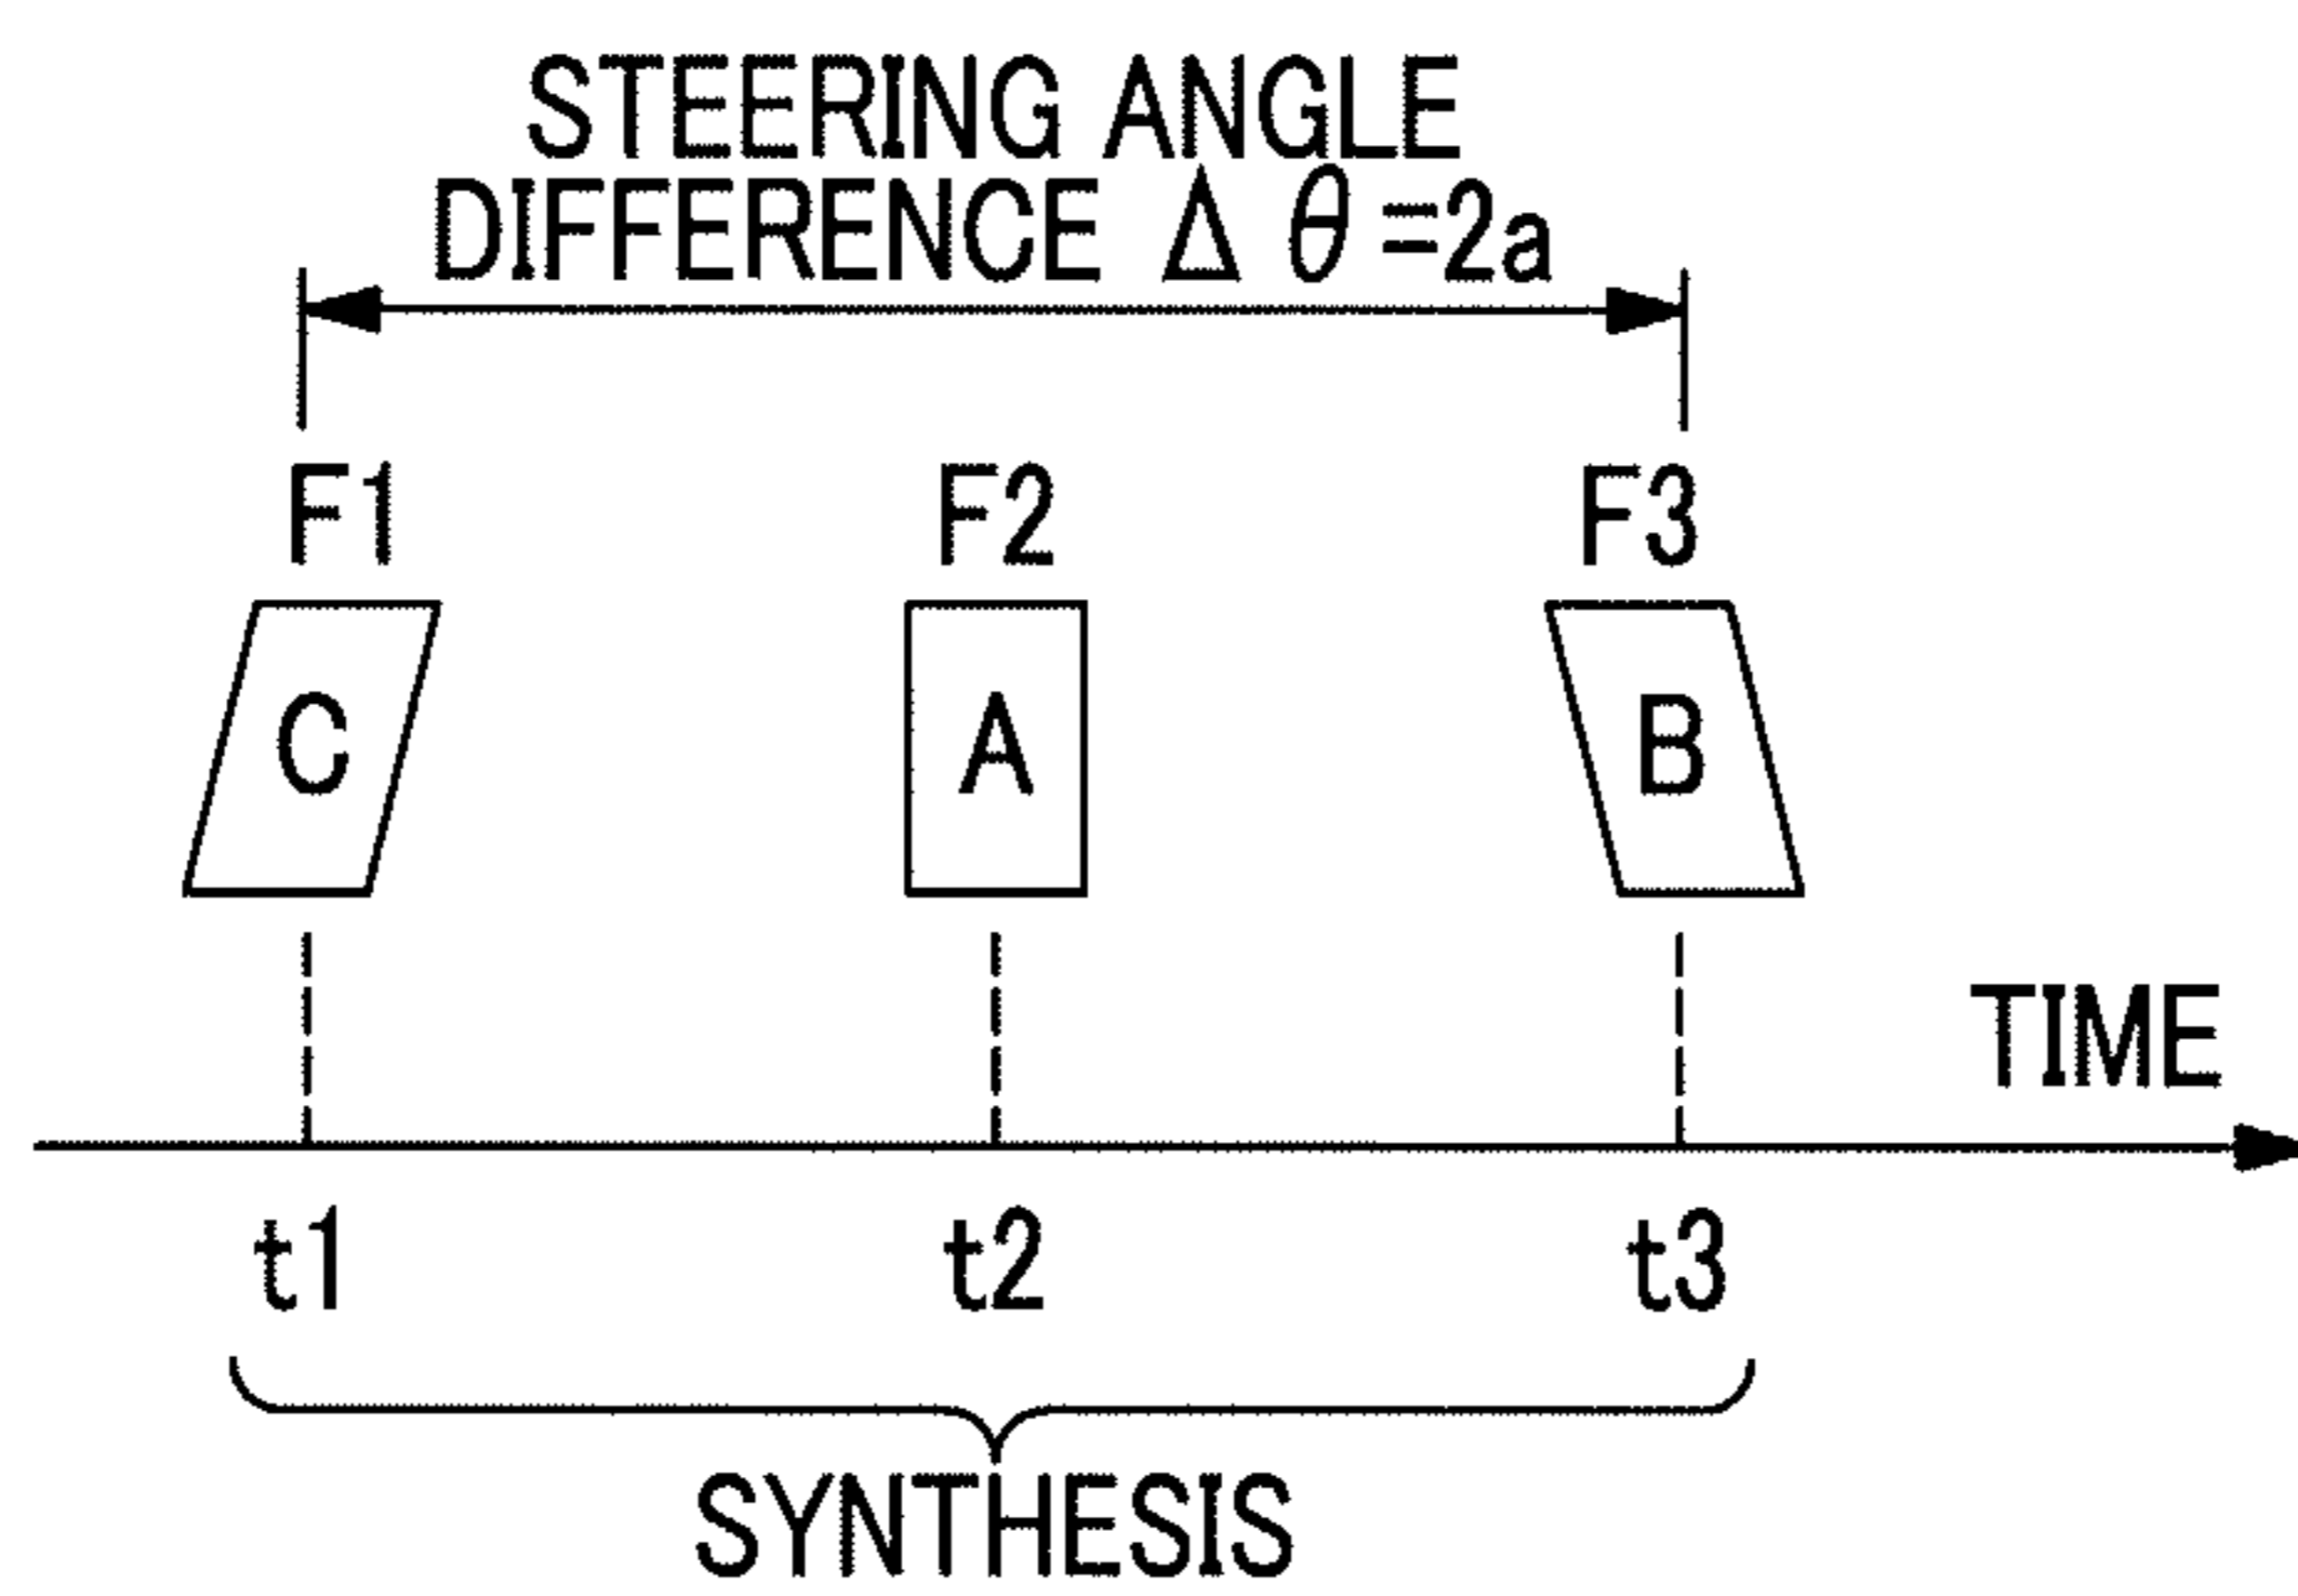 STEERING ANGLE
DIFFERENCE Δ θ=2a
F1 F2 F3
C A B
TIME
t1 t2 t3
SYNTHESIS